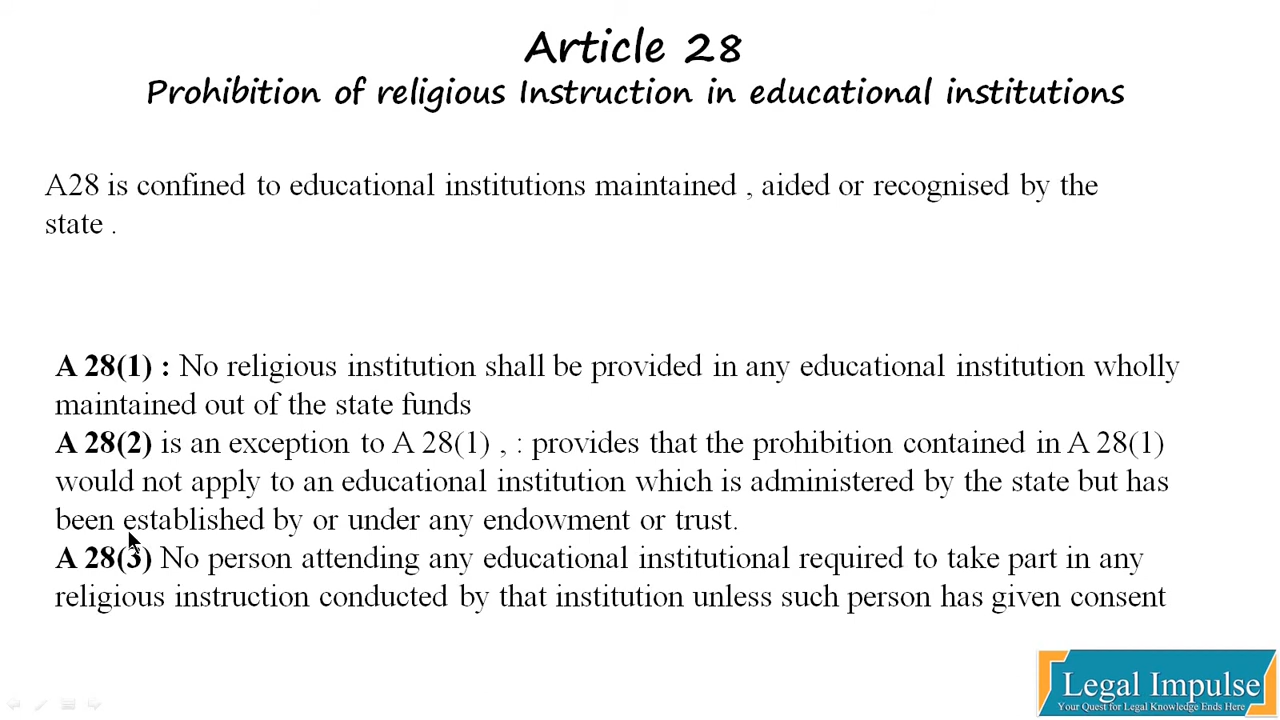 Article 28
Prohibition of religious Instruction in educational institutions
A28 is confined to educational institutions maintained , aided or recognised by the
state .
A 28(1) : No religious institution shall be provided in any educational institution wholly
maintained out of the state funds
A 28(2) is an exception to A 28(1) , : provides that the prohibition contained in A 28(1)
would not apply to an educational institution which is administered by the state but has
been established by or under any endowment or trust.
A 28(3) No person attending any educational institutional required to take part in any
religious instruction conducted by that institution unless such person has given consent
Legal Impulse
Your Quest for Legal Knowledge Ends Here